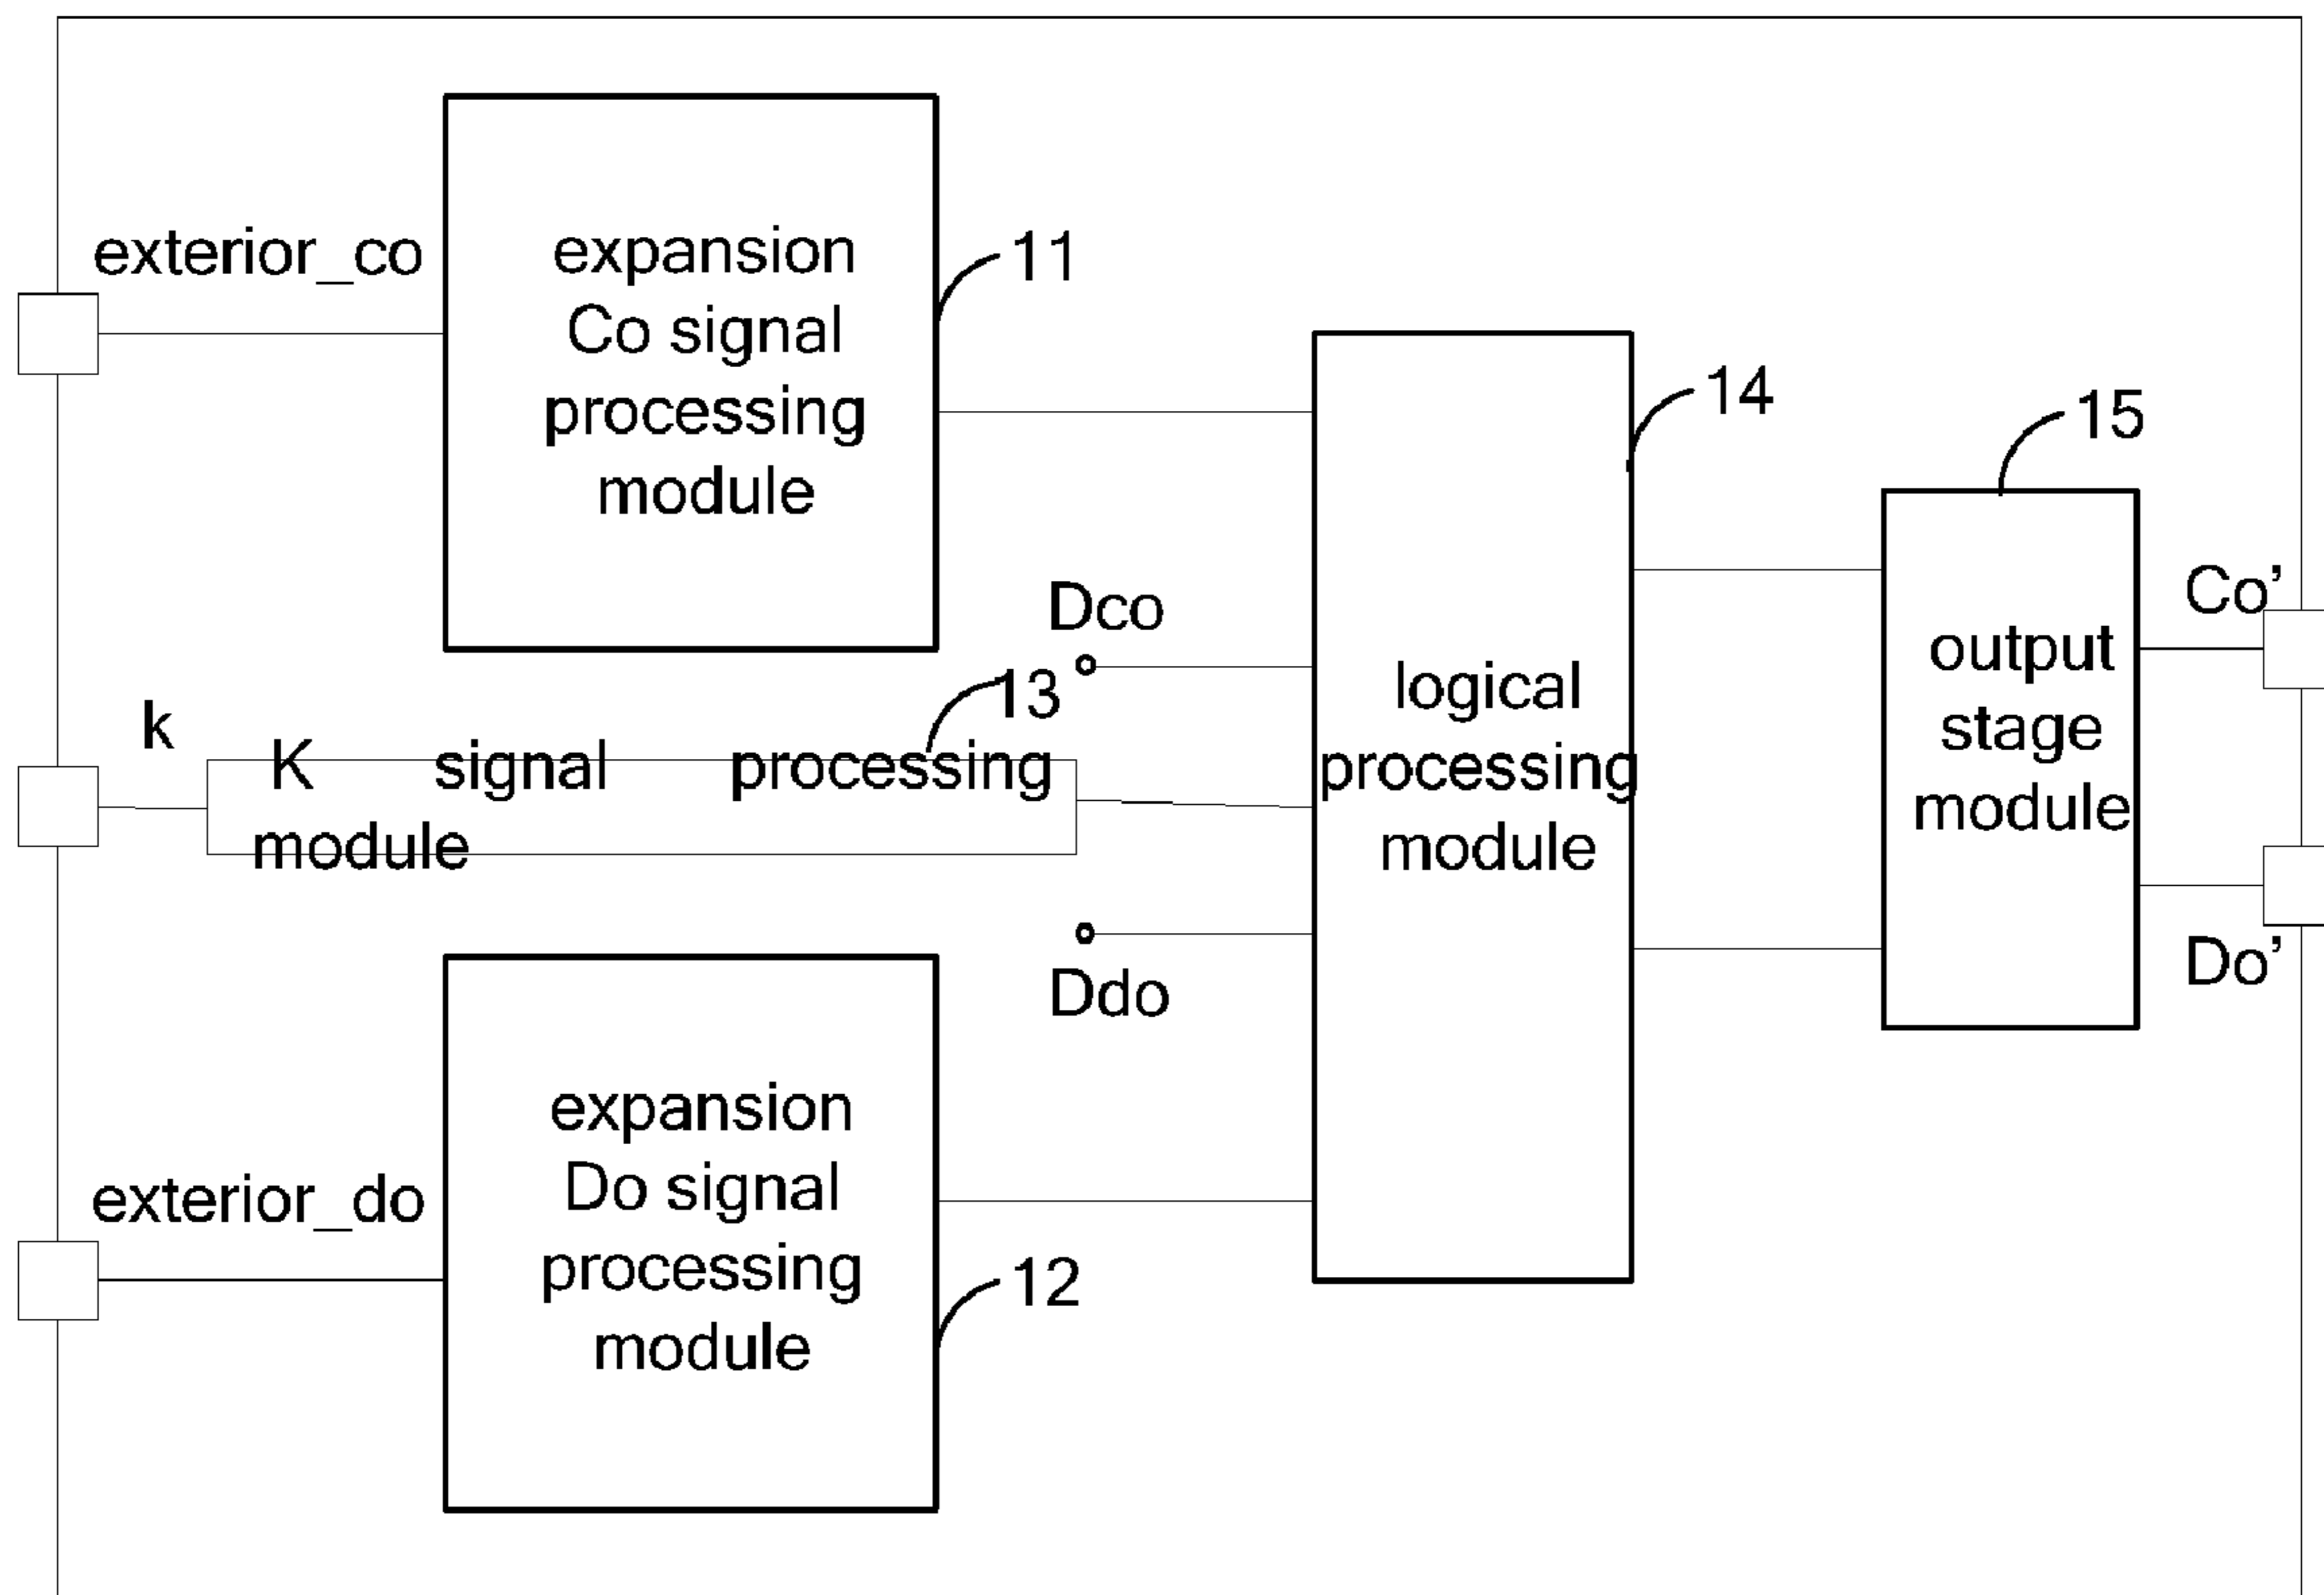 exterior_co
expansion
Co signal
processing
module
11
14
15
Dco
Co’
13
k
K signal processing
module
logical
processing
module
output
stage
module
Do’
Ddo
expansion
Do signal
processing
module
exterior_do
12